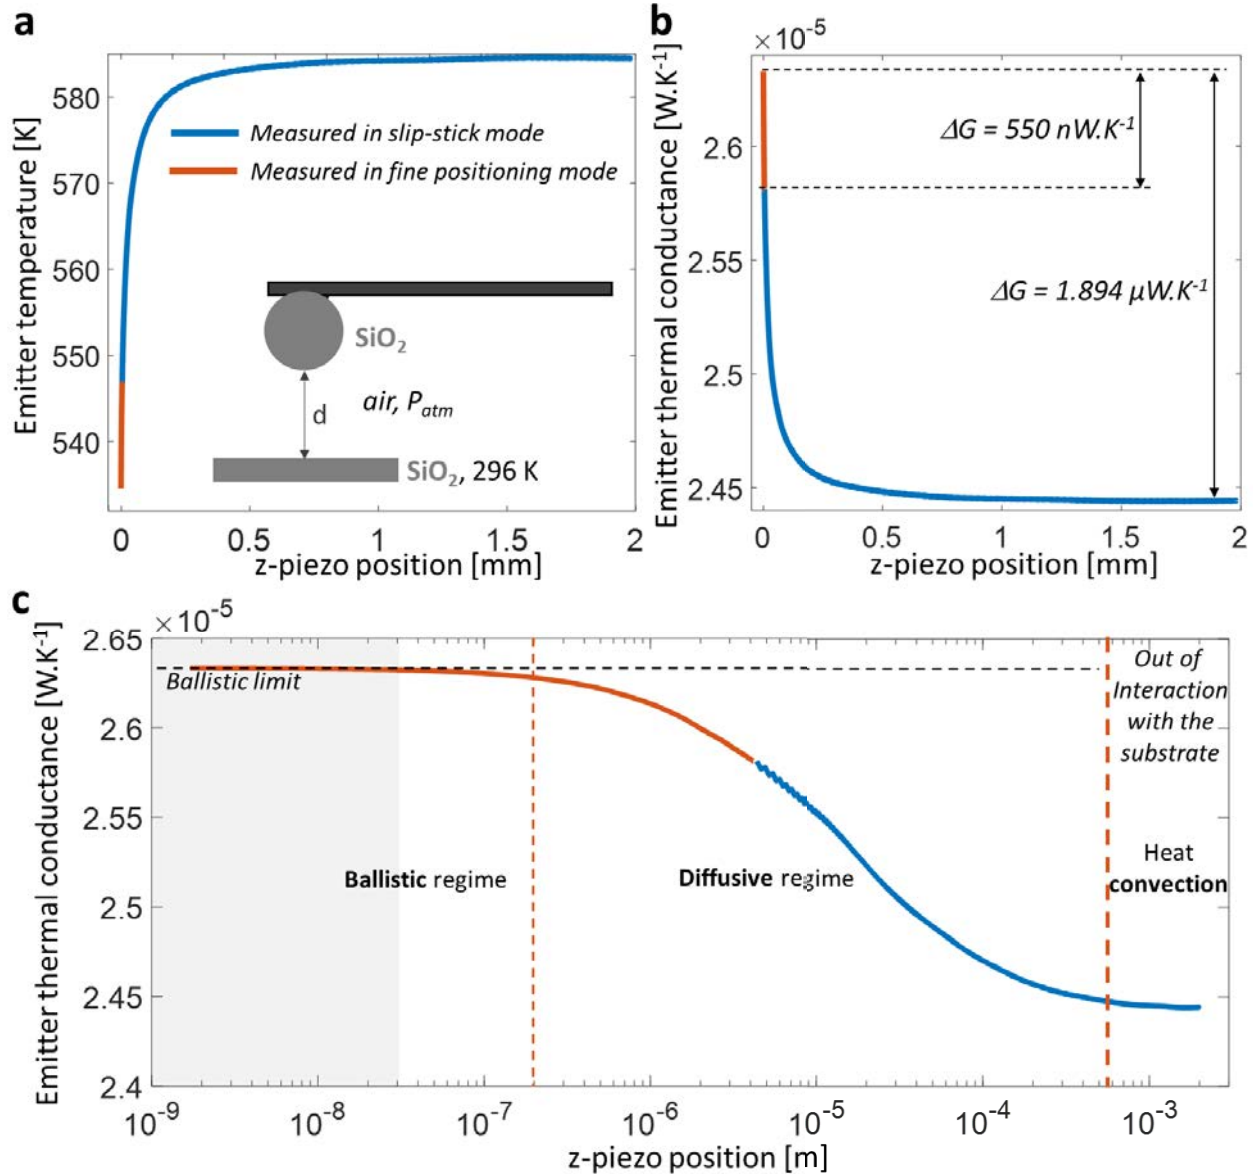 a
Emitter temperature [K]
580
570
560
550
540
Measured in slip-stick mode
Measured in fine positioning mode
SiO₂
d
air, Pₐₜₘ
SiO₂, 296 K
0
0.5
1
1.5
2
z-piezo position [mm]
b
×10⁻⁵
Emitter thermal conductance [W.K⁻¹]
2.6
2.55
2.5
2.45
ΔG = 550 nW.K⁻¹
ΔG = 1.894 μW.K⁻¹
0
0.5
1
1.5
2
z-piezo position [mm]
c
×10⁻⁵
Emitter thermal conductance [W.K⁻¹]
2.65
2.6
2.55
2.5
2.45
2.4
Ballistic limit
Ballistic regime
Diffusive regime
Out of
Interaction
with the
substrate
Heat
convection
10⁻⁹
10⁻⁸
10⁻⁷
10⁻⁶
10⁻⁵
10⁻⁴
10⁻³
z-piezo position [m]